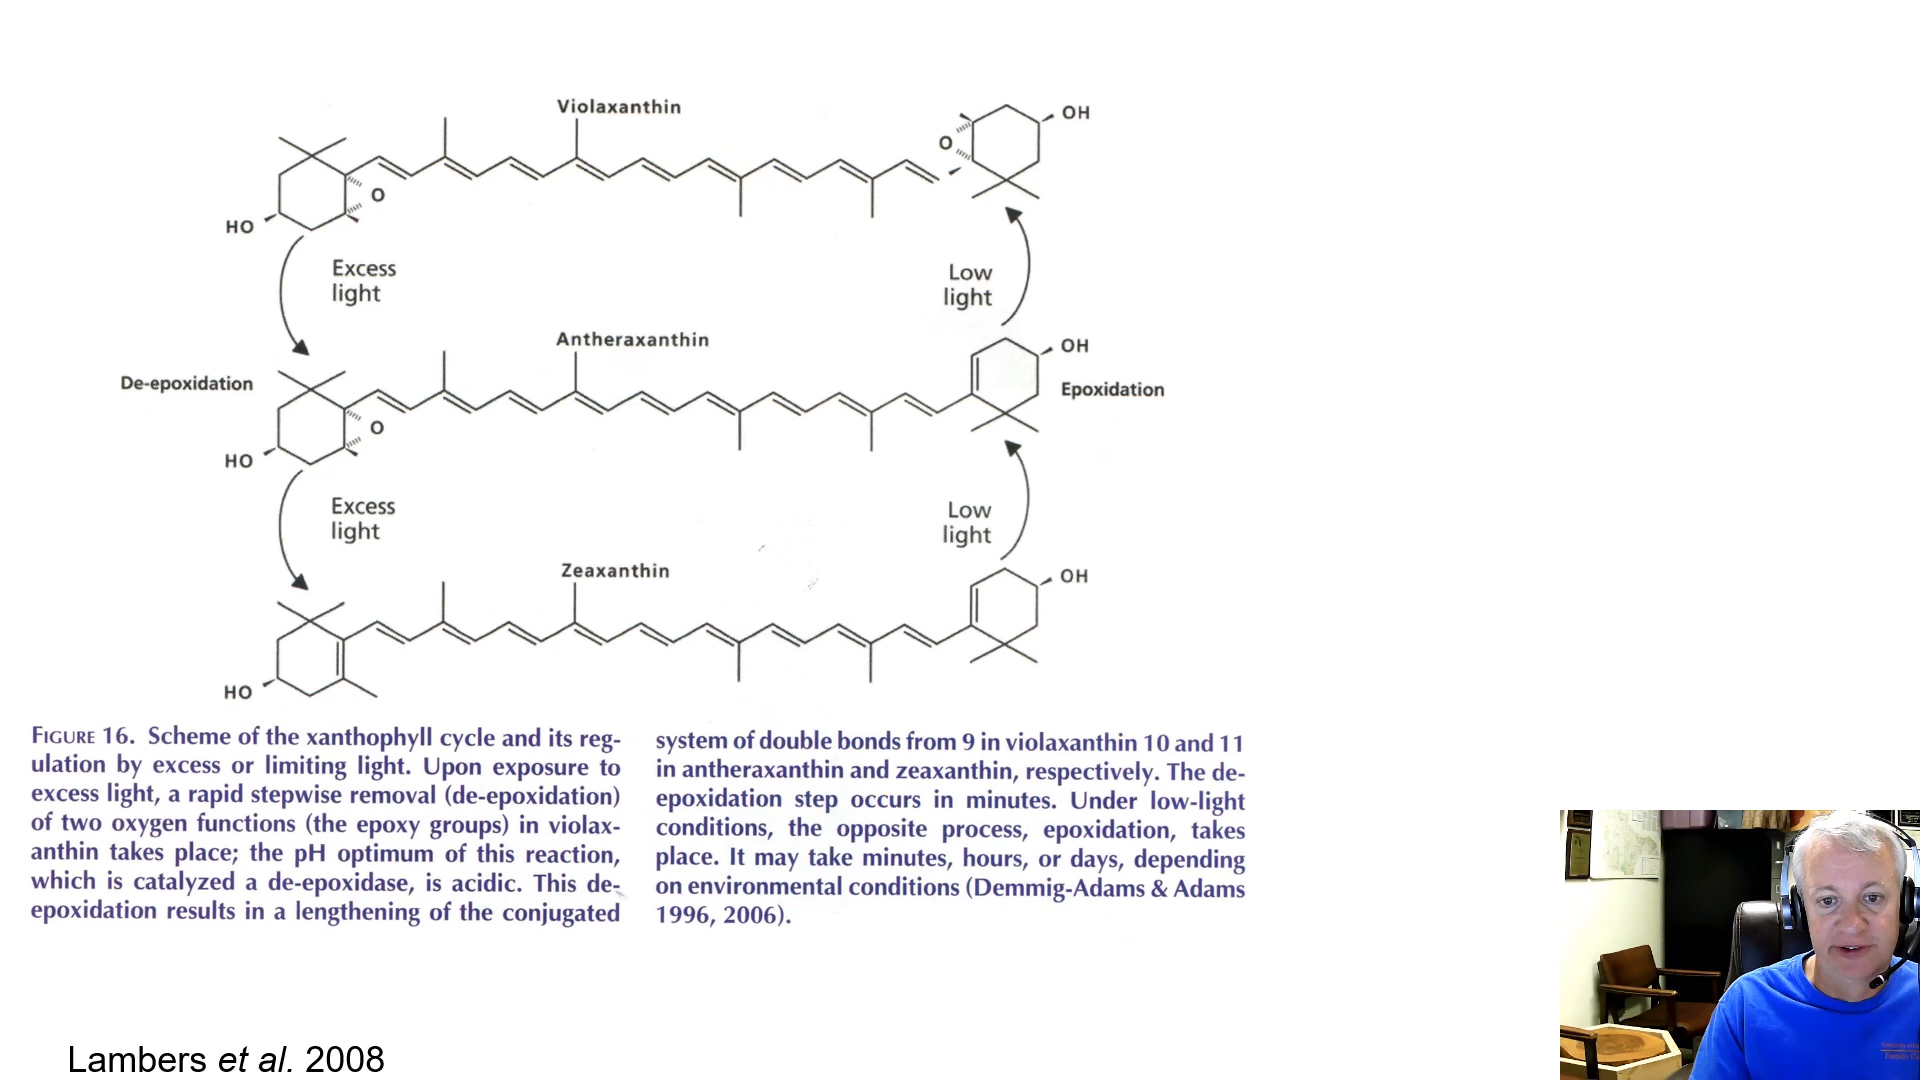 Violaxanthin
OH
O
O
HO
Excess
light
Low
light
Antheraxanthin
OH
De-epoxidation
Epoxidation
O
HO
Excess
light
Low
light
Zeaxanthin
OH
HO
FIGURE 16. Scheme of the xanthophyll cycle and its reg-
ulation by excess or limiting light. Upon exposure to
excess light, a rapid stepwise removal (de-epoxidation)
of two oxygen functions (the epoxy groups) in violax-
anthin takes place; the pH optimum of this reaction,
which is catalyzed a de-epoxidase, is acidic. This de-
epoxidation results in a lengthening of the conjugated
system of double bonds from 9 in violaxanthin 10 and 11
in antheraxanthin and zeaxanthin, respectively. The de-
epoxidation step occurs in minutes. Under low-light
conditions, the opposite process, epoxidation, takes
place. It may take minutes, hours, or days, depending
on environmental conditions (Demmig-Adams & Adams
1996, 2006).
Lambers et al. 2008